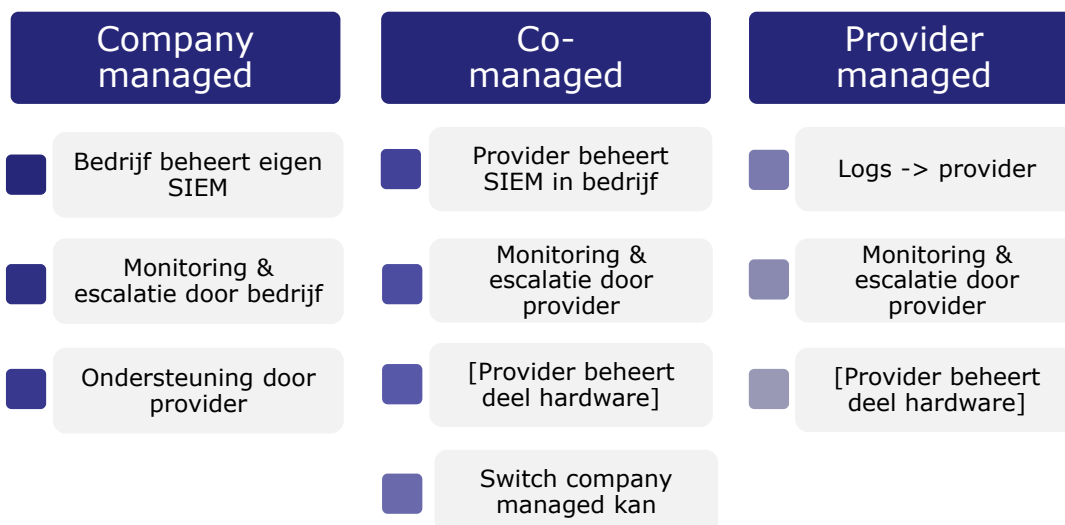 Company
managed
Bedrijf beheert eigen
SIEM
Monitoring &
escalatie door bedrijf
Ondersteuning door
provider
Co-
managed
Provider beheert
SIEM in bedrijf
Monitoring &
escalatie door
provider
[Provider beheert
deel hardware]
Switch company
managed kan
Provider
managed
Logs -> provider
Monitoring &
escalatie door
provider
[Provider beheert
deel hardware]